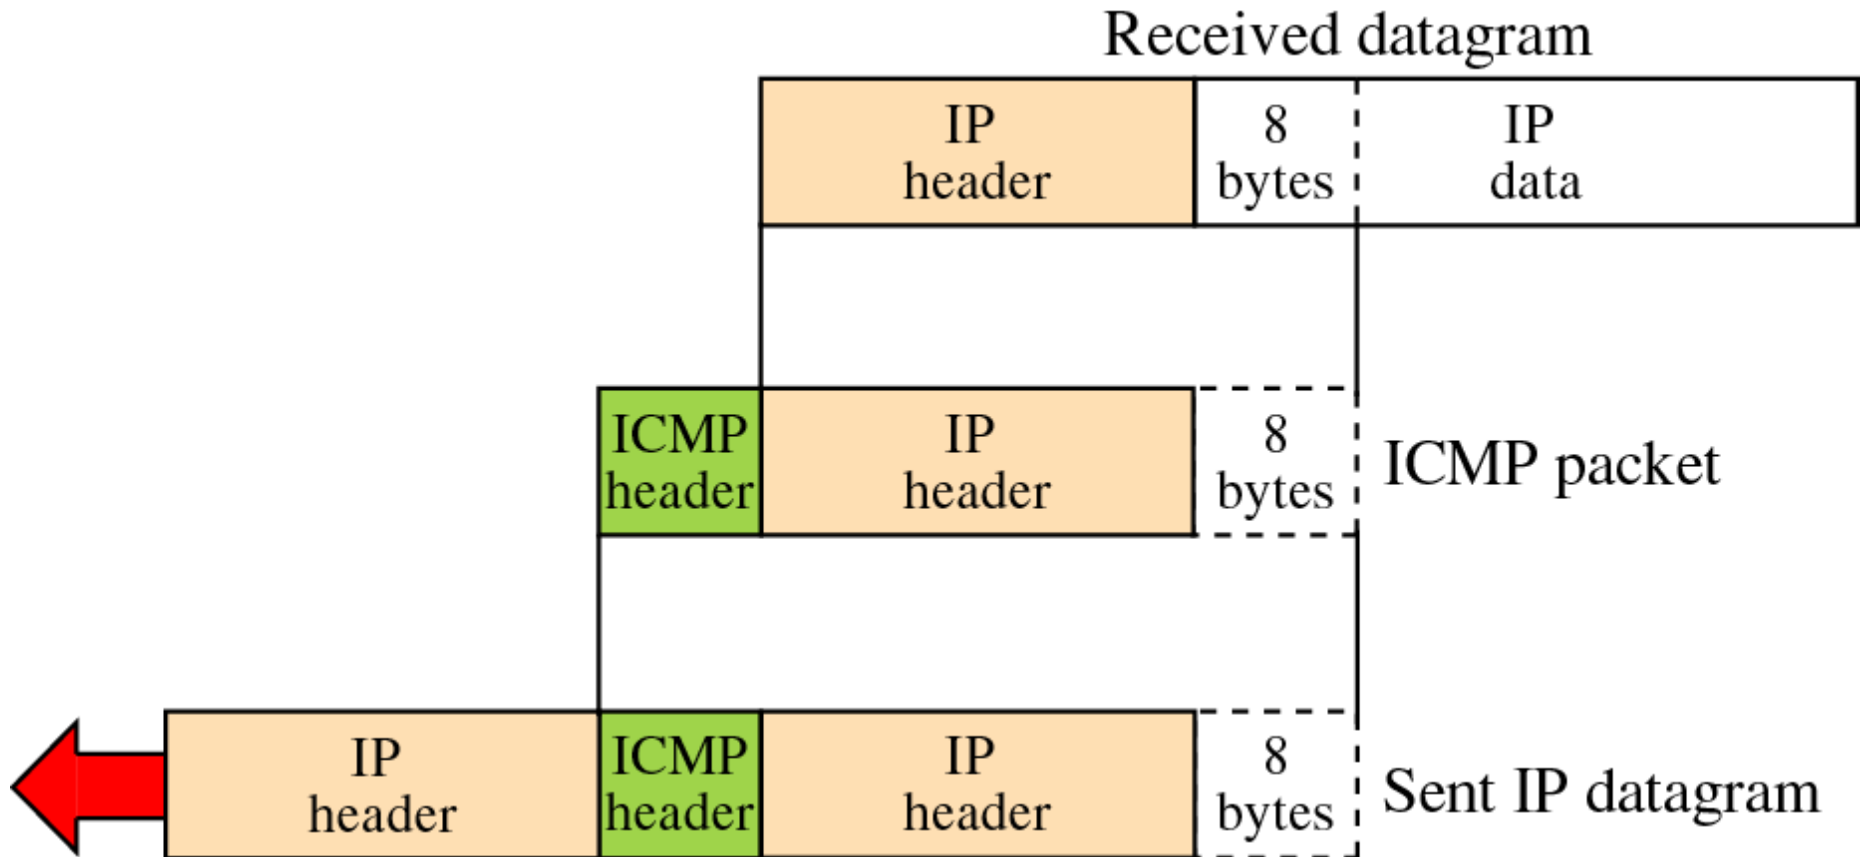 Received datagram
IP
header
8
bytes
IP
data
ICMP
header
IP
header
8
bytes
ICMP packet
IP
header
ICMP
header
IP
header
8
bytes
Sent IP datagram